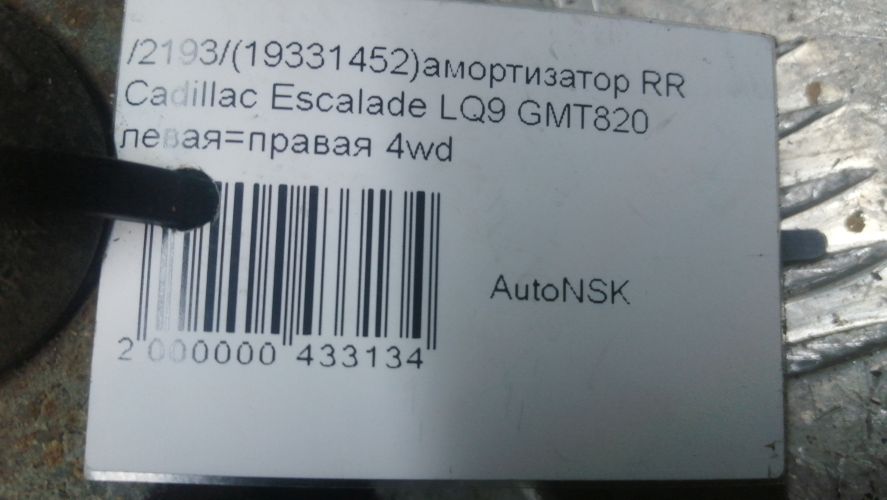 /2193/(19331452)амортизатор RR
Cadillac Escalade LQ9 GMT820
левая=правая 4wd
AutoNSK
2 000000 433134